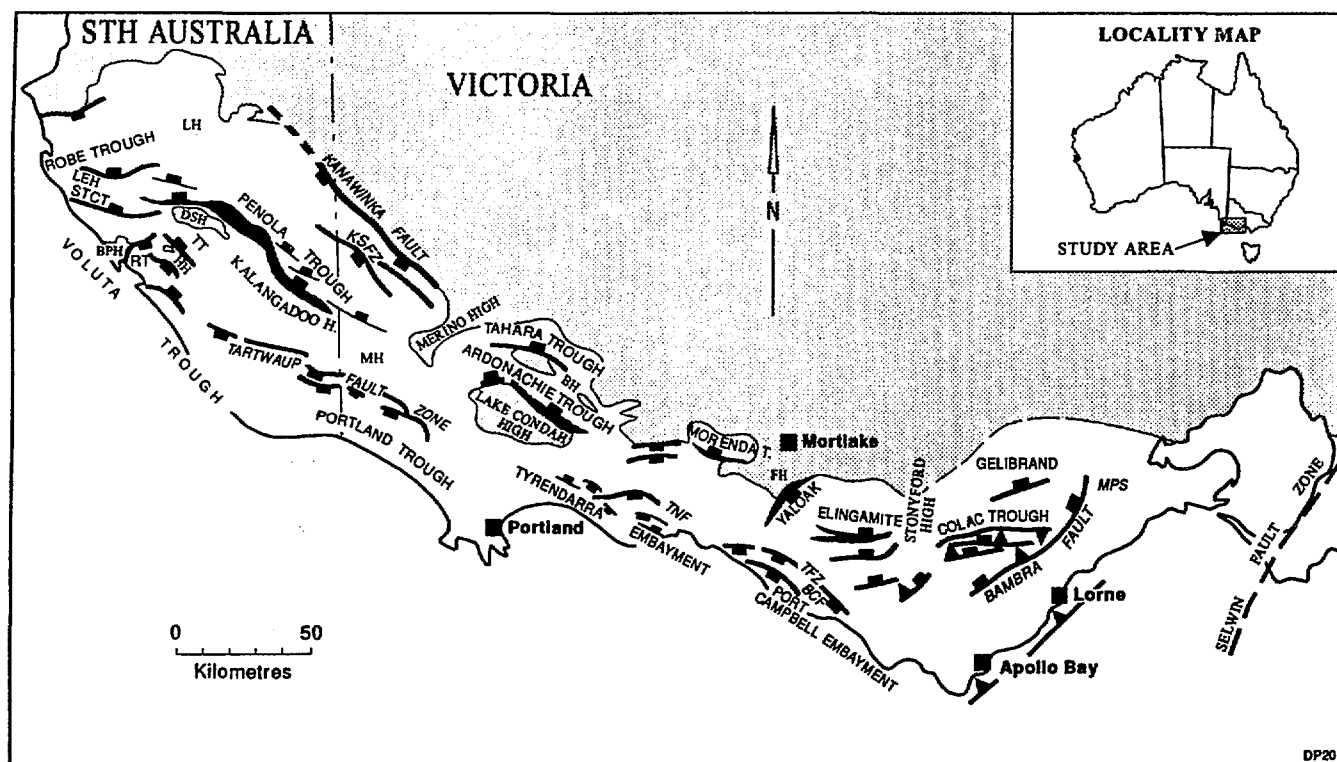 STH AUSTRALIA
VICTORIA
LOCALITY MAP
STUDY AREA
N
LH
ROBE TROUGH
LEH
STCT
DSH
PENOLA TROUGH
KANAWINKA FAULT
KSFZ
BPH
RT
TT
HH
KALANGADOO H.
VOLUTA TROUGH
MERINO HIGH
MH
TARTWAUP FAULT ZONE
PORTLAND TROUGH
TAHARA TROUGH
BH
ARDONACHIE TROUGH
LAKE CONDAH
HIGH
MORENDA T.
Mortlake
FH
YALOAK
TYRENDARRA EMBAYMENT
TNF
Portland
ELINGAMITE
STONYFORD
HIGH
GELIBRAND
COLAC TROUGH
MPS
BAMBRA FAULT
TFZ
BCF
PORT
CAMPBELL EMBAYMENT
Lorne
Apollo Bay
SELWIN FAULT ZONE
0 50
Kilometres
DP20